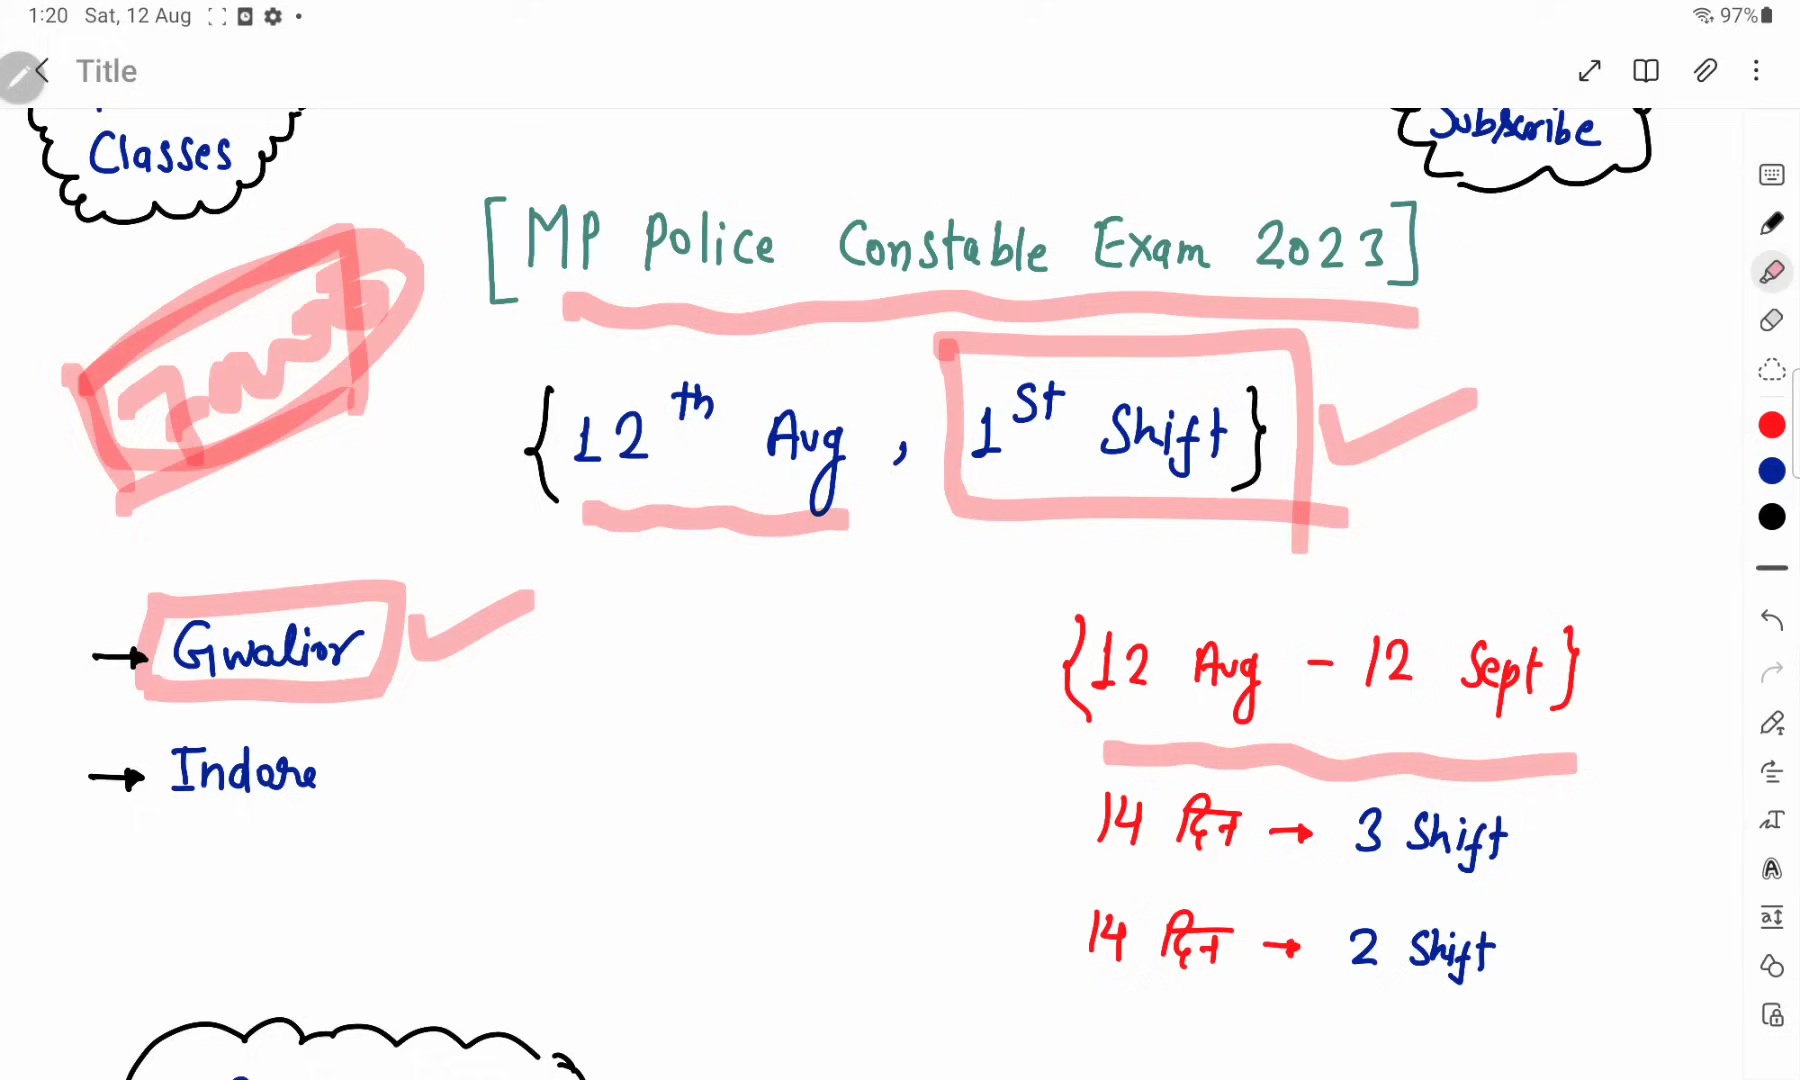 1:20 Sat, 12 Aug
97%
Title
Classes
Subscribe
[MP Police Constable Exam 2023]
{12th Aug, 1st Shift}
Gwalior
{12 Aug - 12 Sept}
Indore
14 दिन → 3 Shift
14 दिन → 2 Shift